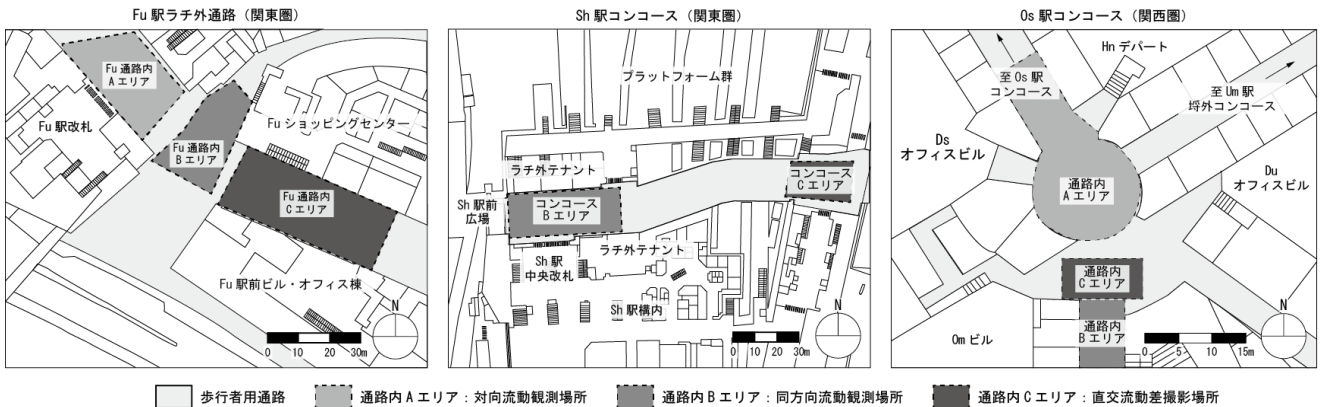 Fu 駅ラチ外通路（関東圏）
Fu 通路内
A エリア
Fu 駅改札
Fu 通路内
B エリア
Fu ショッピングセンター
Fu 通路内
C エリア
Fu 駅前ビル・オフィス棟
N
0 10 20 30m
Sh 駅コンコース（関東圏）
プラットフォーム群
ラチ外テナント
コンコース
C エリア
Sh 駅前
広場
コンコース
B エリア
ラチ外テナント
Sh 駅
中央改札
Sh 駅構内
N
0 10 20 30m
Os 駅コンコース（関西圏）
Hn デパート
至 Os 駅
コンコース
至 Um 駅
埒外コンコース
Ds
オフィスビル
Du
オフィスビル
通路内
A エリア
通路内
C エリア
通路内
B エリア
Om ビル
N
0 5 10 15m
歩行者用通路
通路内 A エリア：対向流動観測場所
通路内 B エリア：同方向流動観測場所
通路内 C エリア：直交流動差撮影場所